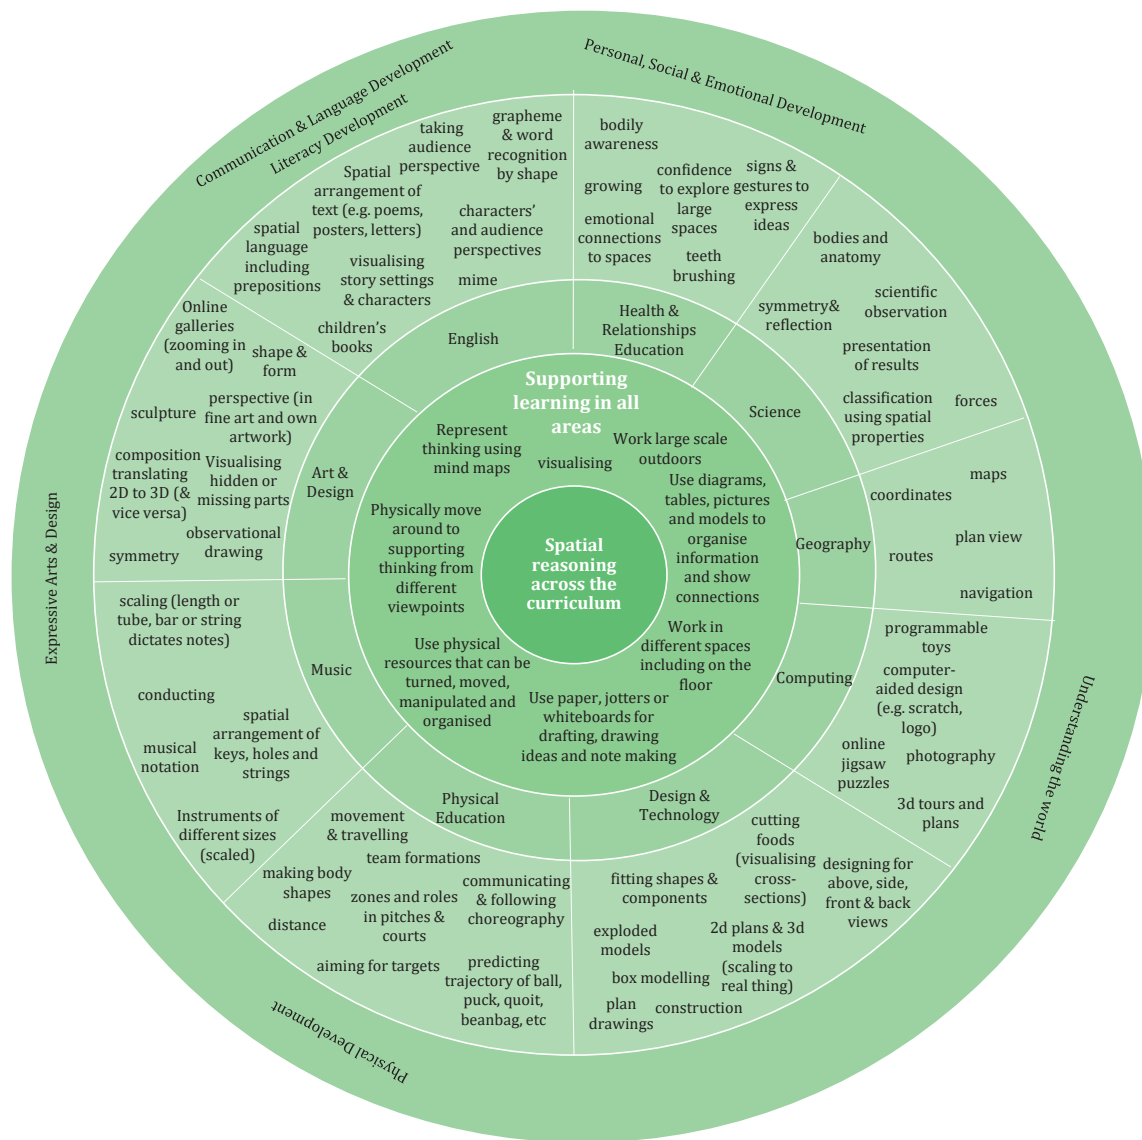 Communication & Language Development
Literacy Development
Personal, Social & Emotional Development
Understanding the world
Physical Development
Expressive Arts & Design
grapheme
& word
recognition
by shape
taking
audience
perspective
Spatial
arrangement of
text (e.g. poems,
posters, letters)
characters’
and audience
perspectives
spatial
language
including
prepositions
visualising
story settings
& characters
mime
children’s
books
English
bodily
awareness
growing
confidence
to explore
large
spaces
signs &
gestures to
express
ideas
emotional
connections
to spaces
teeth
brushing
Health &
Relationships
Education
bodies and
anatomy
symmetry&
reflection
scientific
observation
presentation
of results
classification
using spatial
properties
forces
Science
maps
coordinates
plan view
routes
navigation
Geography
programmable
toys
computer-
aided design
(e.g. scratch,
logo)
online
jigsaw
puzzles
photography
3d tours and
plans
Computing
cutting
foods
(visualising
cross-
sections)
designing for
above, side,
front & back
views
fitting shapes &
components
exploded
models
2d plans & 3d
models
(scaling to
real thing)
box modelling
plan
drawings
construction
Design &
Technology
movement
& travelling
team formations
making body
shapes
zones and roles
in pitches &
courts
communicating
& following
choreography
distance
aiming for targets
predicting
trajectory of ball,
puck, quoit,
beanbag, etc
Physical
Education
scaling (length or
tube, bar or string
dictates notes)
conducting
spatial
arrangement of
keys, holes and
strings
musical
notation
Instruments of
different sizes
(scaled)
Music
Online
galleries
(zooming in
and out)
shape &
form
sculpture
perspective (in
fine art and own
artwork)
composition
translating
2D to 3D (&
vice versa)
Visualising
hidden or
missing parts
observational
drawing
symmetry
Art &
Design
Supporting
learning in all
areas
Represent
thinking using
mind maps
visualising
Work large scale
outdoors
Use diagrams,
tables, pictures
and models to
organise
information
and show
connections
Work in
different spaces
including on the
floor
Use paper, jotters or
whiteboards for
drafting, drawing
ideas and note making
Use physical
resources that can be
turned, moved,
manipulated and
organised
Physically move
around to
supporting
thinking from
different
viewpoints
Spatial
reasoning
across the
curriculum